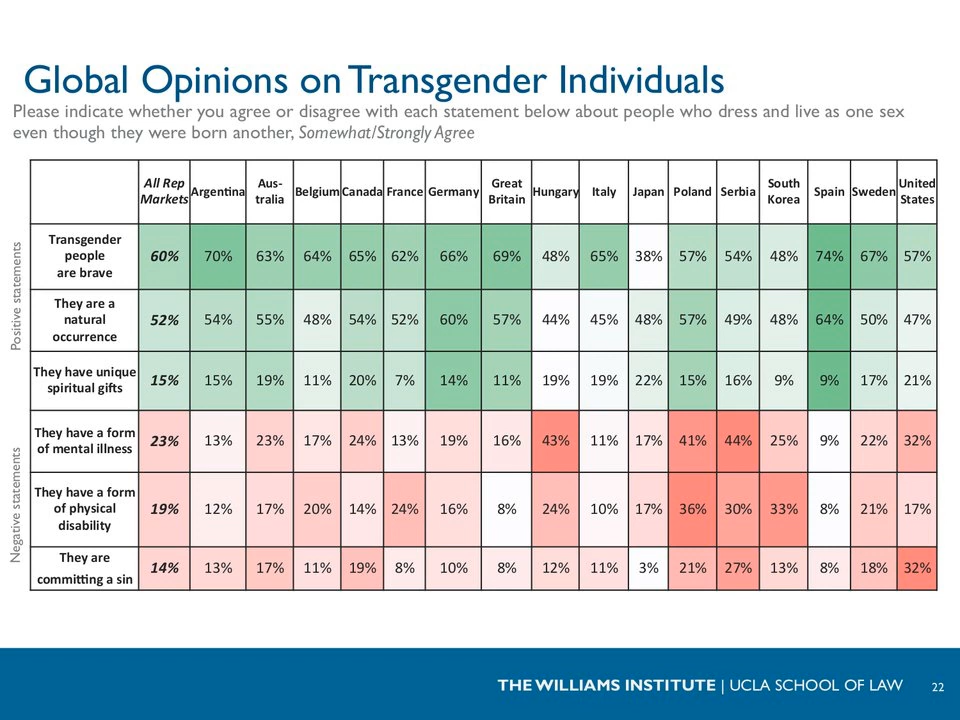 Global Opinions on Transgender Individuals
Please indicate whether you agree or disagree with each statement below about people who dress and live as one sex
even though they were born another, Somewhat/Strongly Agree
All Rep Markets Argentina Aus-tralia Belgium Canada France Germany Great Britain Hungary Italy Japan Poland Serbia South Korea Spain Sweden United States
Positive statements
Transgender people are brave 60% 70% 63% 64% 65% 62% 66% 69% 48% 65% 38% 57% 54% 48% 74% 67% 57%
They are a natural occurrence 52% 54% 55% 48% 54% 52% 60% 57% 44% 45% 48% 57% 49% 48% 64% 50% 47%
They have unique spiritual gifts 15% 15% 19% 11% 20% 7% 14% 11% 19% 19% 22% 15% 16% 9% 9% 17% 21%
Negative statements
They have a form of mental illness 23% 13% 23% 17% 24% 13% 19% 16% 43% 11% 17% 41% 44% 25% 9% 22% 32%
They have a form of physical disability 19% 12% 17% 20% 14% 24% 16% 8% 24% 10% 17% 36% 30% 33% 8% 21% 17%
They are committing a sin 14% 13% 17% 11% 19% 8% 10% 8% 12% 11% 3% 21% 27% 13% 8% 18% 32%
THE WILLIAMS INSTITUTE | UCLA SCHOOL OF LAW 22